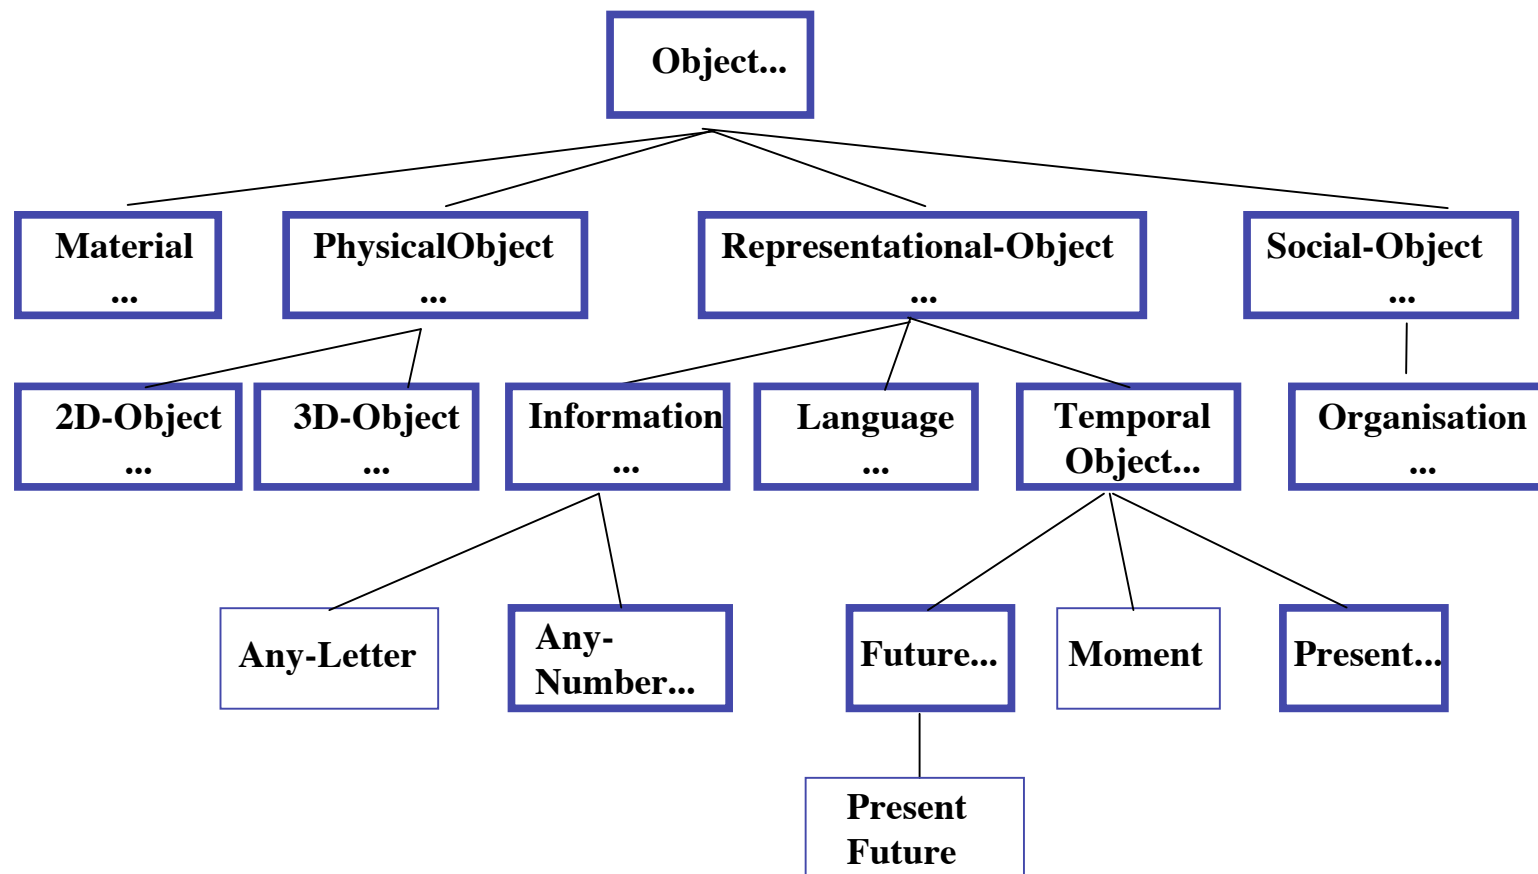 Object...
Material
...
PhysicalObject
...
Representational-Object
...
Social-Object
...
2D-Object
...
3D-Object
...
Information
...
Language
...
Temporal
Object...
Organisation
...
Any-Letter
Any-
Number...
Future...
Moment
Present...
Present
Future